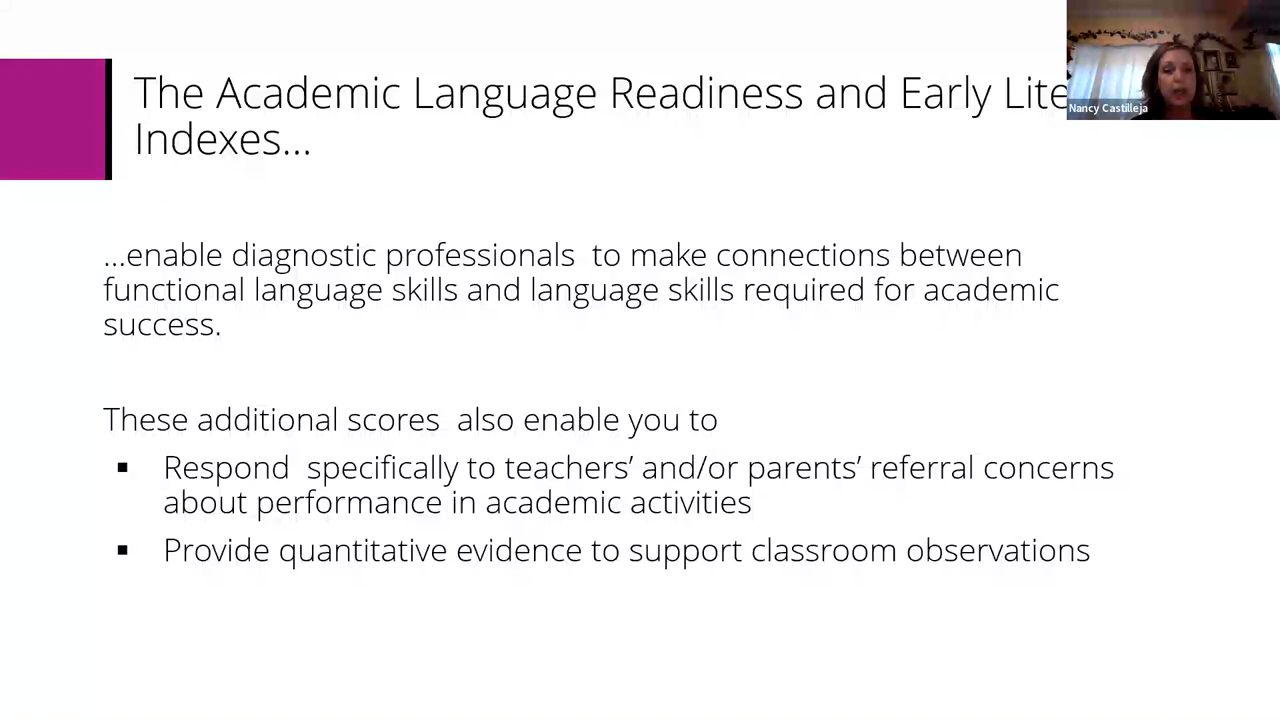 The Academic Language Readiness and Early Lite
Indexes...
Nancy Castilleja
...enable diagnostic professionals to make connections between
functional language skills and language skills required for academic
success.
These additional scores also enable you to
▪ Respond specifically to teachers’ and/or parents’ referral concerns
about performance in academic activities
▪ Provide quantitative evidence to support classroom observations